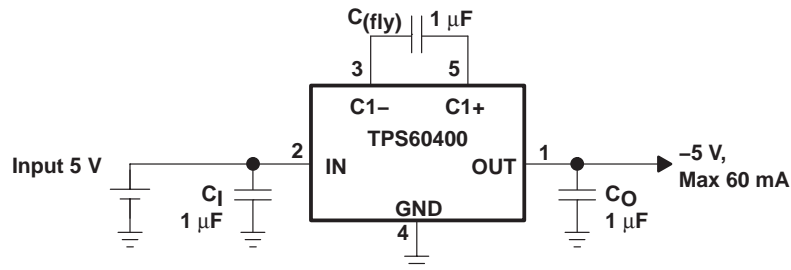 C(fly) 1 μF
3 5
C1− C1+
TPS60400
Input 5 V 2 IN OUT 1 −5 V,
Max 60 mA
CI
1 μF
GND
4
CO
1 μF